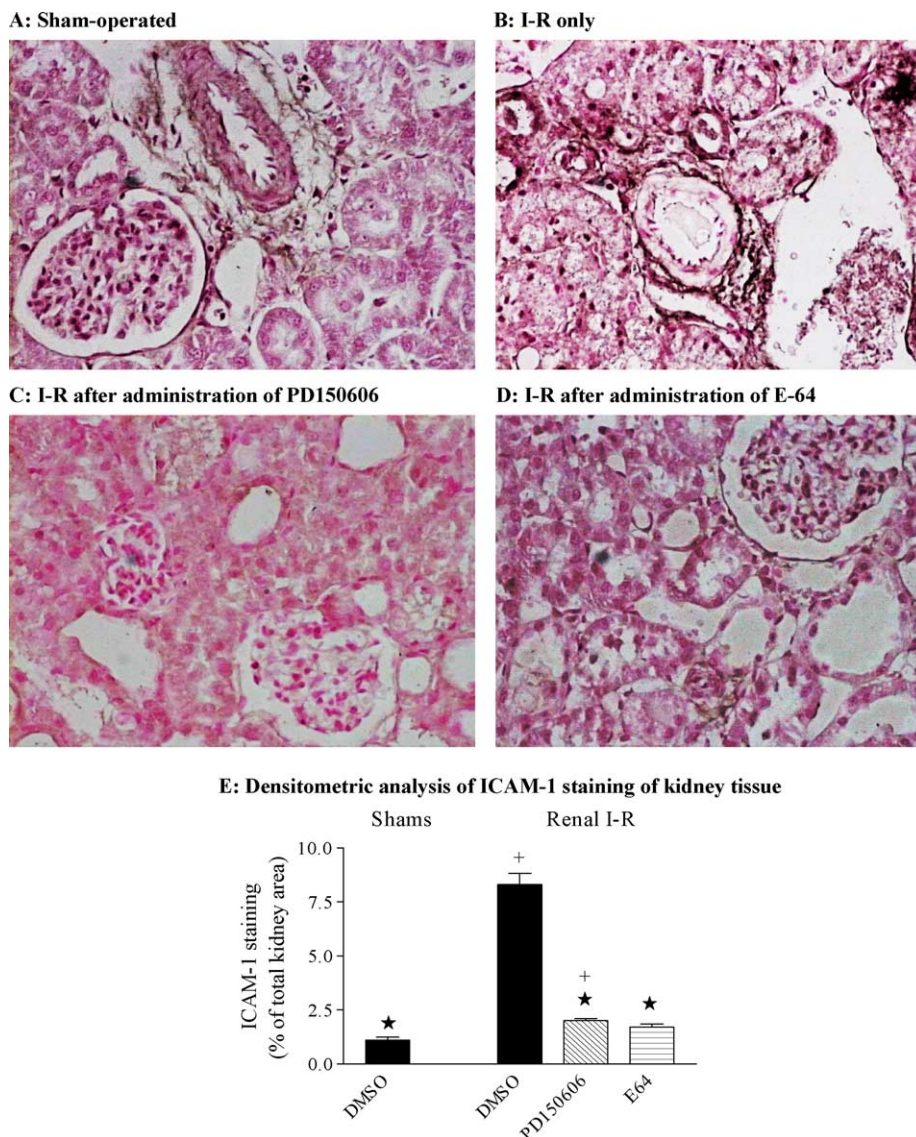 A: Sham-operated
B: I-R only
C: I-R after administration of PD150606
D: I-R after administration of E-64
E: Densitometric analysis of ICAM-1 staining of kidney tissue
Shams
Renal I-R
ICAM-1 staining
(% of total kidney area)
10.0
7.5
5.0
2.5
0.0
+
+
★
★
★
DMSO
DMSO
PD150606
E64